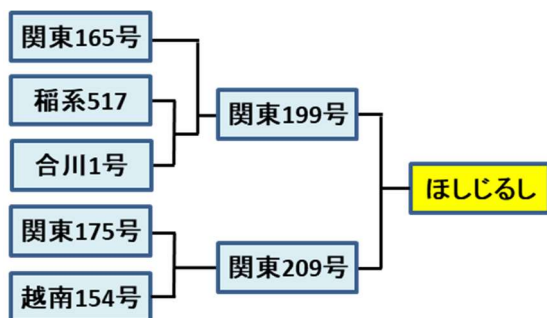 関東165号
稲系517
合川1号
関東175号
越南154号
関東199号
関東209号
ほしじるし